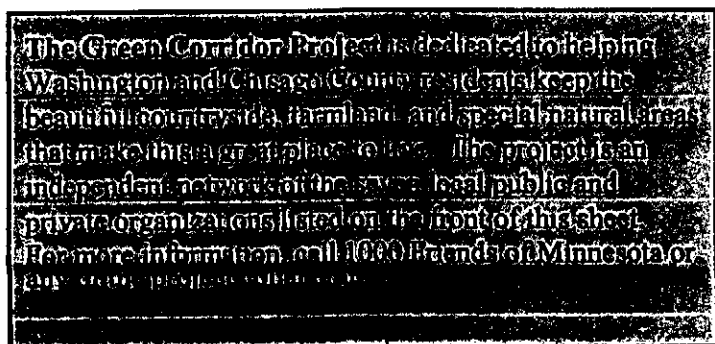 The Green Corridor Project is dedicated to helping
Washington and Chisago County residents keep the
beautiful countryside, farmland, and special natural areas
that make this a great place to live. The project is an
independent network of the seven local public and
private organizations listed on the front of this sheet.
For more information, call 1000 Friends of Minnesota or
any